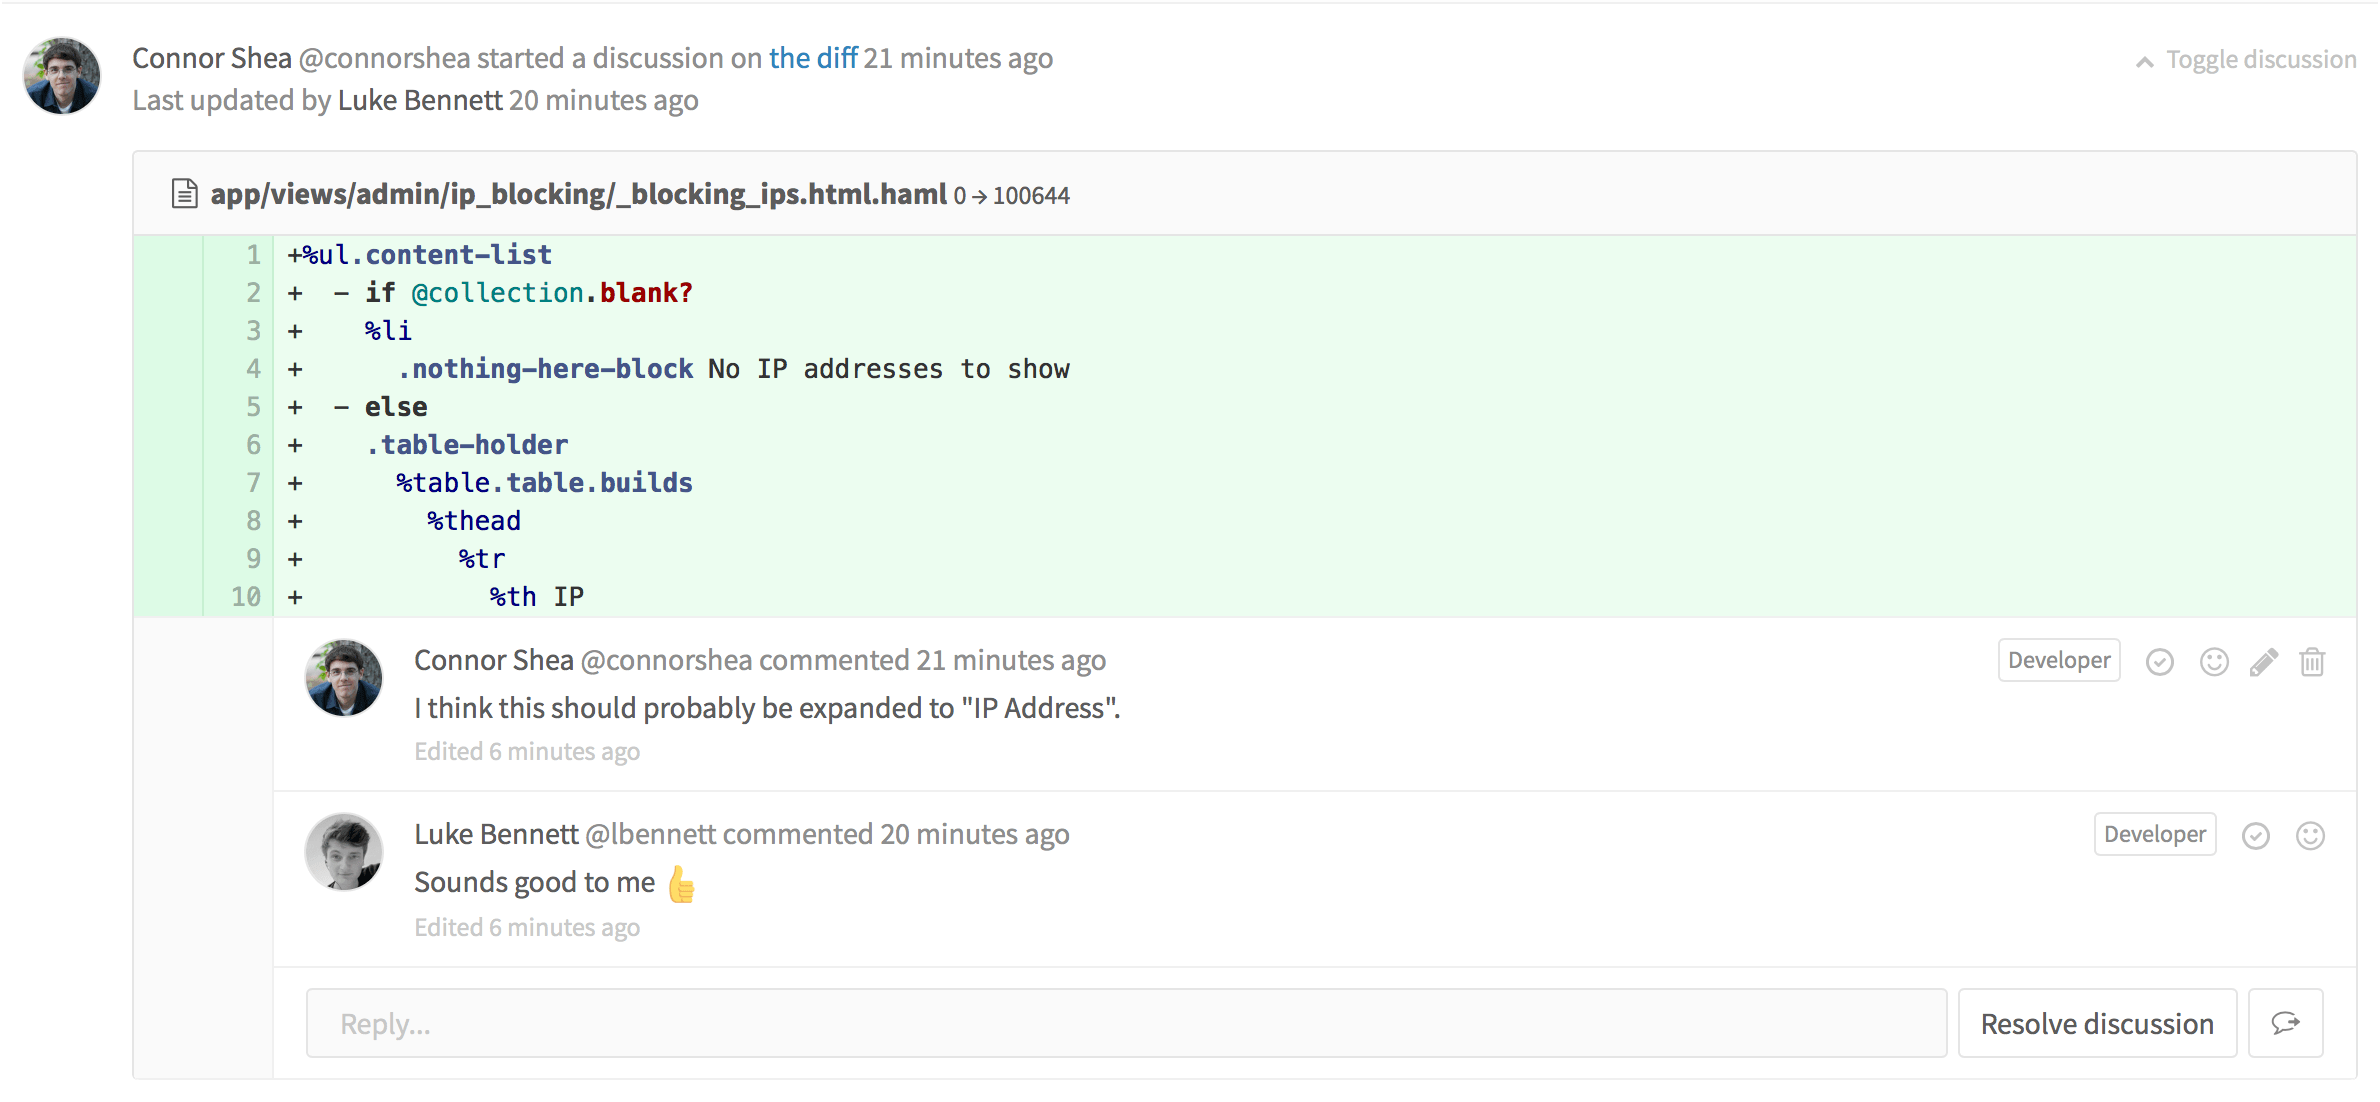 Connor Shea @connorshea started a discussion on the diff 21 minutes ago
Toggle discussion
Last updated by Luke Bennett 20 minutes ago
app/views/admin/ip_blocking/_blocking_ips.html.haml 0 → 100644
1 +%ul.content-list
2 +  - if @collection.blank?
3 +    %li
4 +      .nothing-here-block No IP addresses to show
5 +  - else
6 +    .table-holder
7 +      %table.table.builds
8 +        %thead
9 +          %tr
10 +            %th IP
Connor Shea @connorshea commented 21 minutes ago
Developer
I think this should probably be expanded to "IP Address".
Edited 6 minutes ago
Luke Bennett @lbennett commented 20 minutes ago
Developer
Sounds good to me 👍
Edited 6 minutes ago
Reply...
Resolve discussion